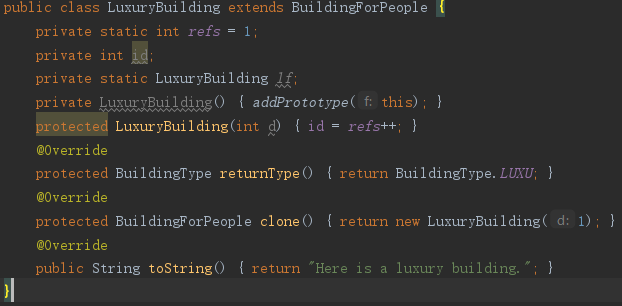 public class LuxuryBuilding extends BuildingForPeople {
    private static int refs = 1;
    private int id;
    private static LuxuryBuilding lf;
    private LuxuryBuilding() { addPrototype( f: this); }
    protected LuxuryBuilding(int d) { id = refs++; }
    @Override
    protected BuildingType returnType() { return BuildingType.LUXU; }
    @Override
    protected BuildingForPeople clone() { return new LuxuryBuilding( d: 1); }
    @Override
    public String toString() { return "Here is a luxury building."; }
}